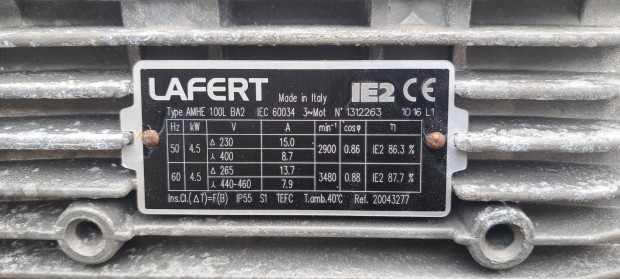 LAFERT Made in Italy IE2 CE
Type AMHE 100L BA2 IEC 60034 3~Mot N° 1312263 10 16 L1
Hz kW V A min⁻¹ cosφ η
50 4.5 Δ 230 15.0 2900 0.86 IE2 86.3 %
⅄ 400 8.7
60 4.5 Δ 265 13.7 3480 0.88 IE2 87.7 %
⅄ 440-460 7.9
Ins.Cl.(ΔT)=F(B) IP55 S1 TEFC T.amb.40°C Ref. 20043277